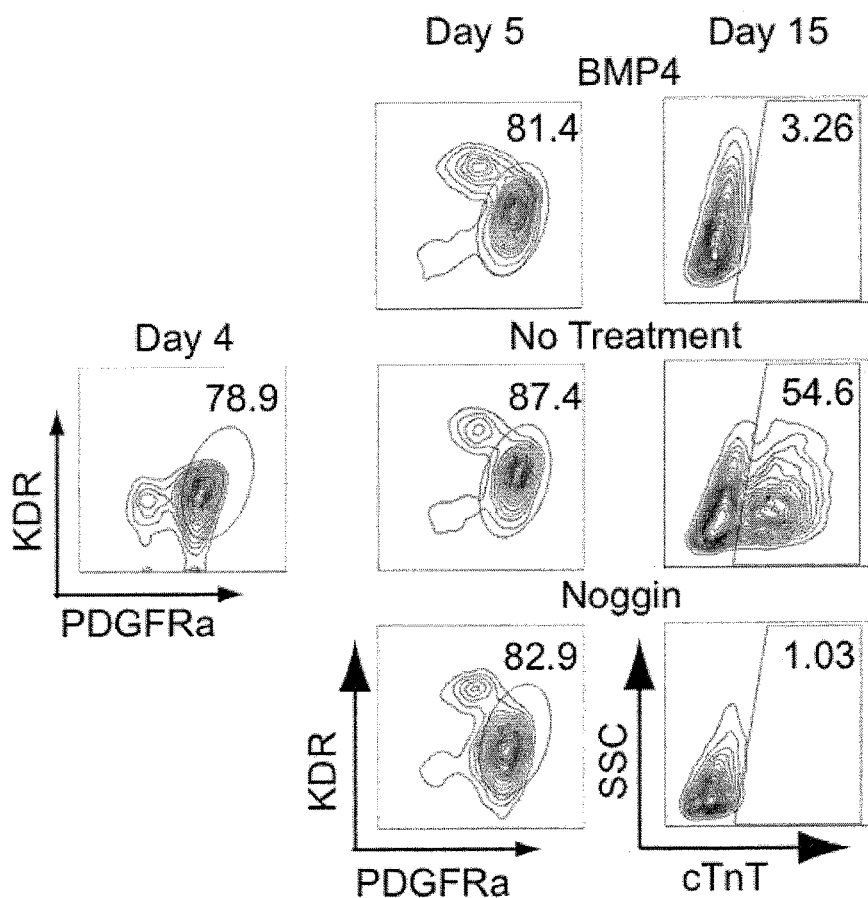 Day 5 Day 15
BMP4
81.4 3.26
Day 4 No Treatment
78.9 87.4 54.6
KDR
PDGFRa
Noggin
82.9 1.03
KDR SSC
PDGFRa cTnT